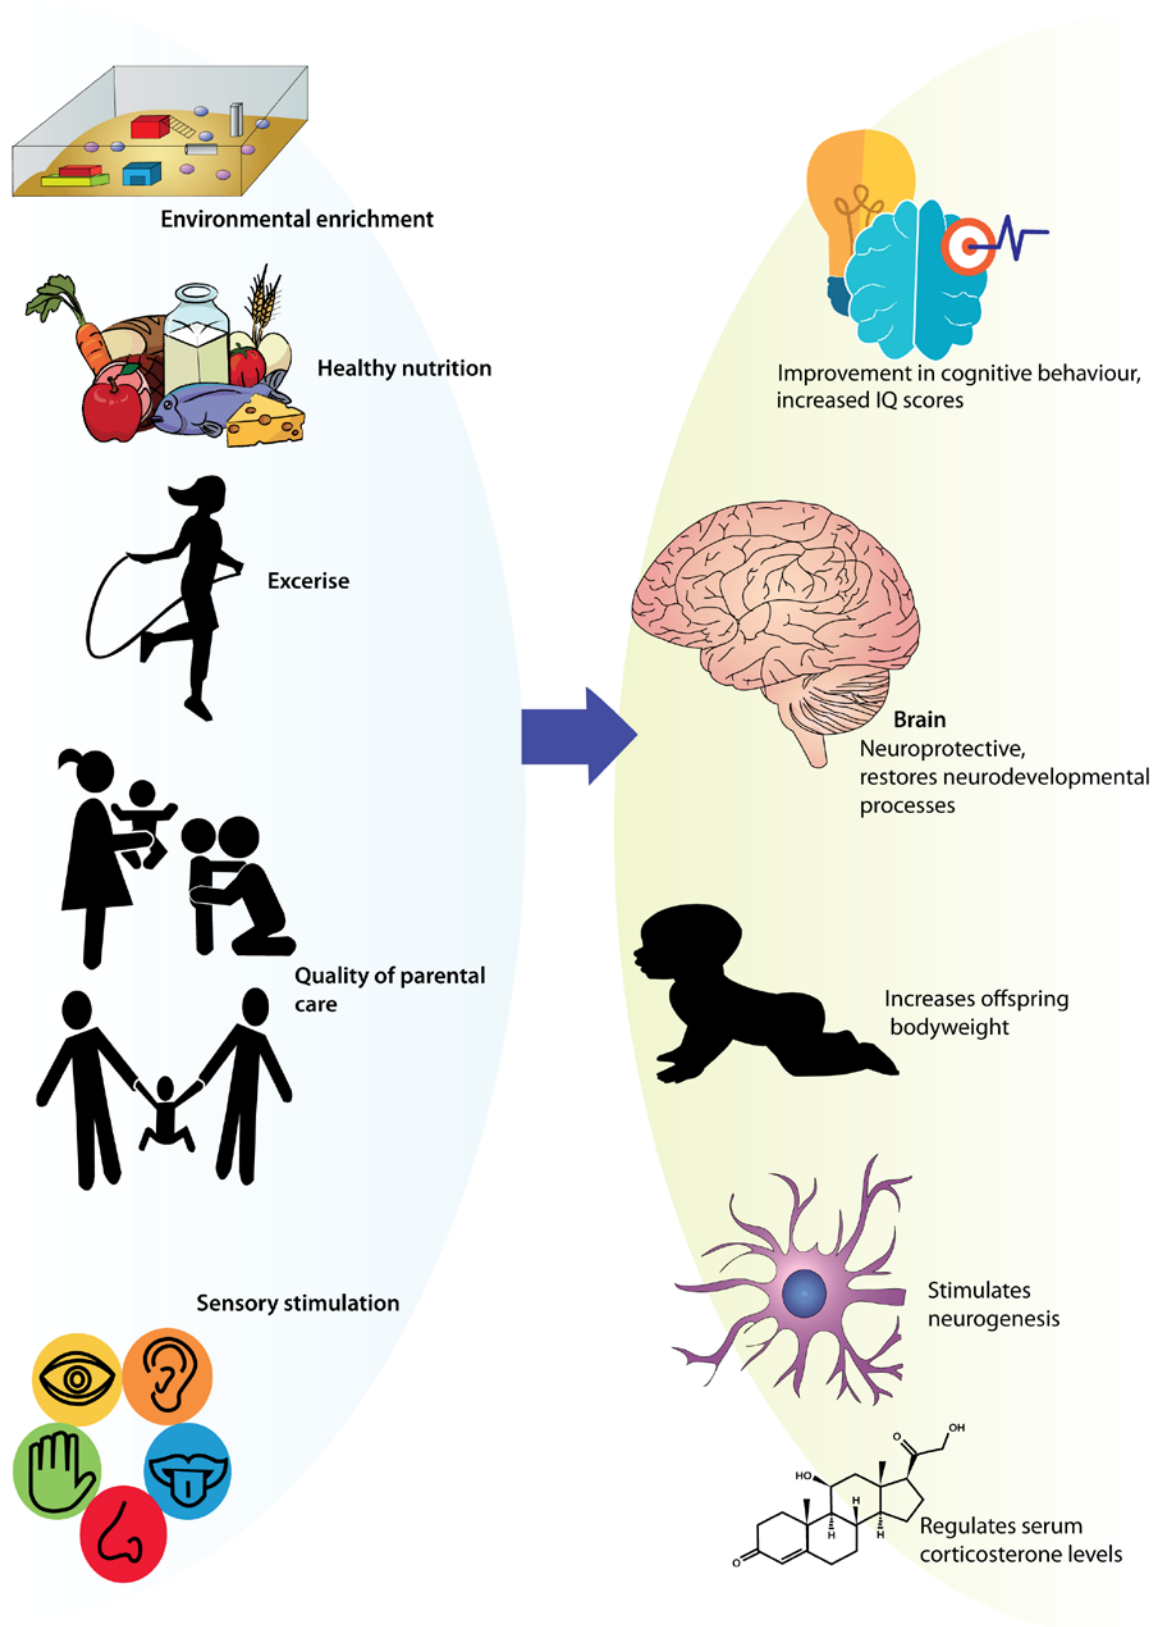 Environmental enrichment
Healthy nutrition
Excerise
Quality of parental
care
Sensory stimulation
Improvement in cognitive behaviour,
increased IQ scores
Brain
Neuroprotective,
restores neurodevelopmental
processes
Increases offspring
bodyweight
Stimulates
neurogenesis
OH
O
HO
H
H
H
O
Regulates serum
corticosterone levels